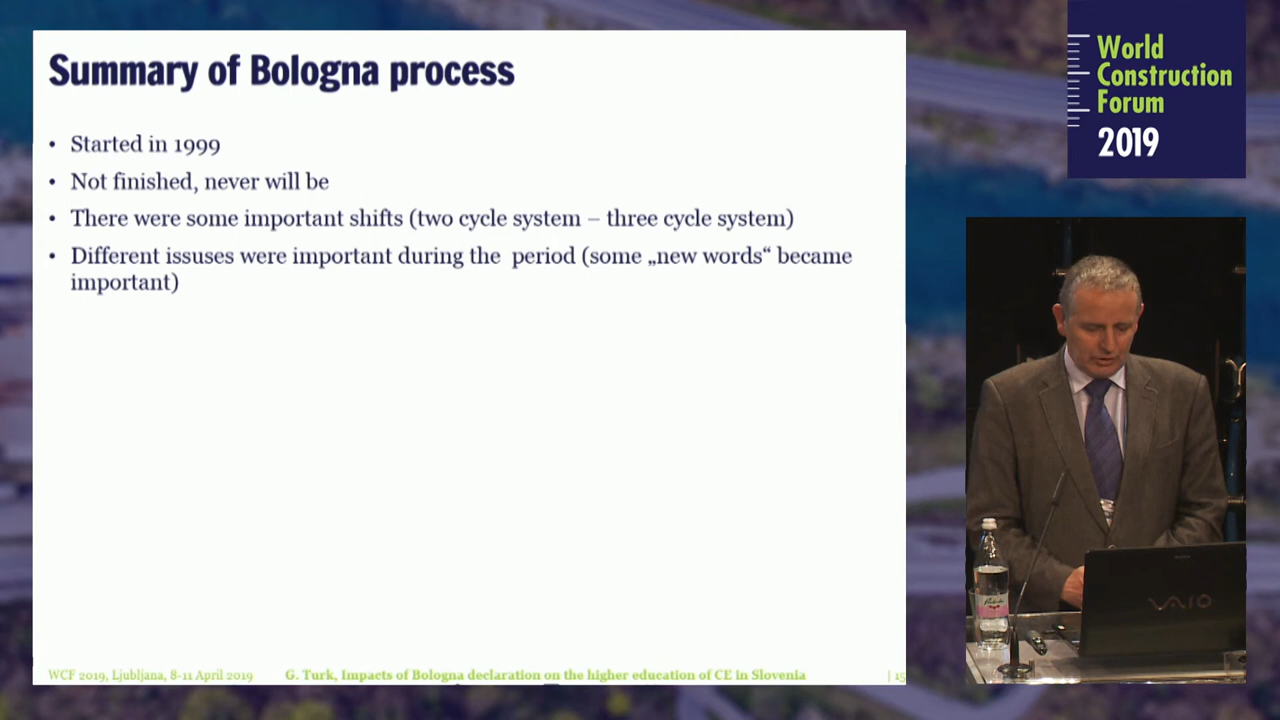 Summary of Bologna process
• Started in 1999
• Not finished, never will be
• There were some important shifts (two cycle system – three cycle system)
• Different issuses were important during the period (some „new words“ became
important)
WCF 2019, Ljubljana, 8-11 April 2019
G. Turk, Impacts of Bologna declaration on the higher education of CE in Slovenia
| 15
World
Construction
Forum
2019
VAIO